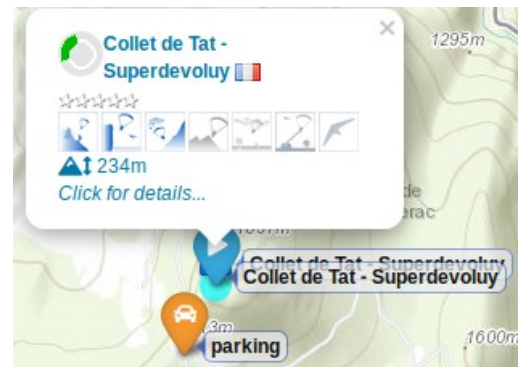 Collet de Tat -
Superdevoluy
×
1295m
234m
Click for details...
de
Collet de Tat - Superdevoluy
Collet de Tat - Superdevoluy
3m
parking
1600m